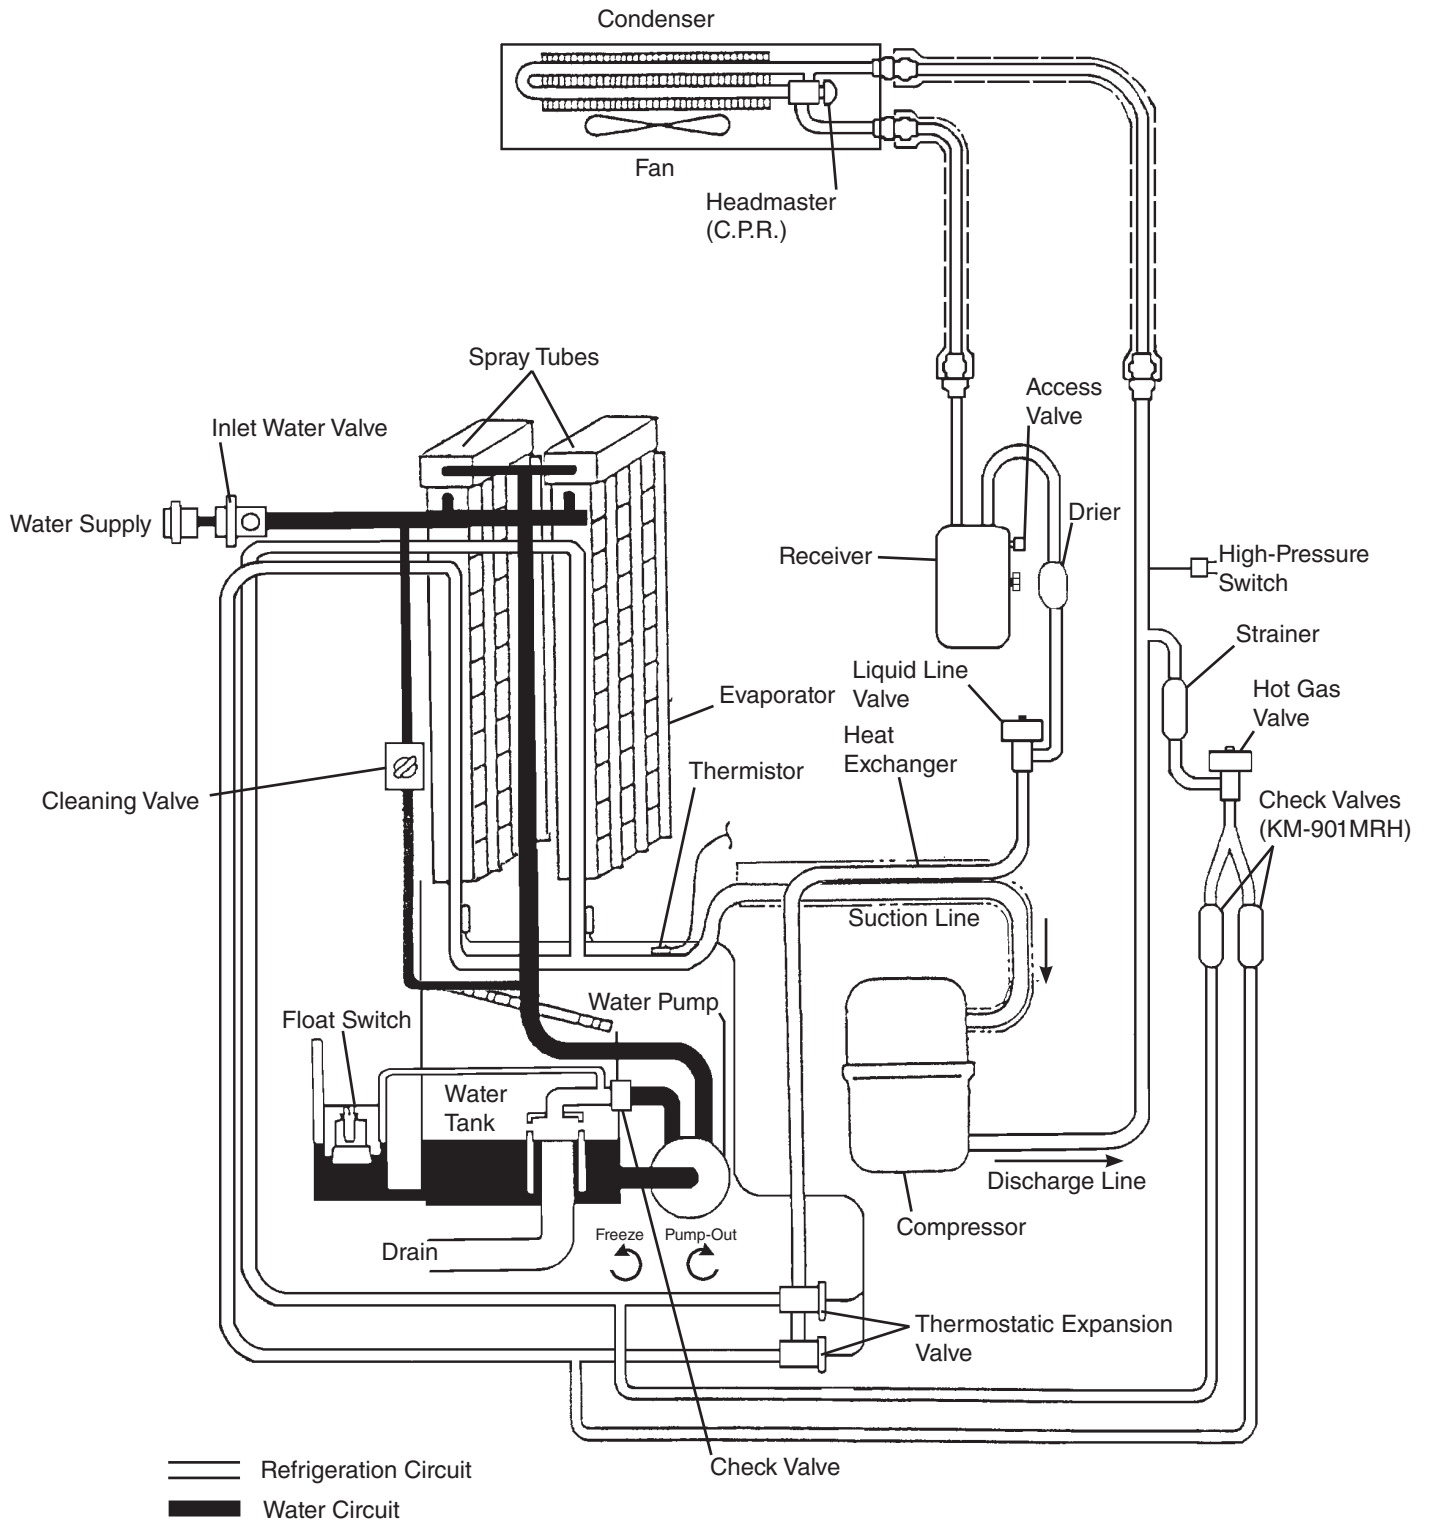 Condenser
Fan
Headmaster
(C.P.R.)
Spray Tubes
Inlet Water Valve
Access
Valve
Water Supply
Drier
Receiver
High-Pressure
Switch
Strainer
Liquid Line
Valve
Hot Gas
Valve
Evaporator
Heat
Exchanger
Thermistor
Cleaning Valve
Check Valves
(KM-901MRH)
Suction Line
Water Pump
Float Switch
Water
Tank
Discharge Line
Compressor
Drain
Freeze
Pump-Out
Thermostatic Expansion
Valve
Check Valve
Refrigeration Circuit
Water Circuit